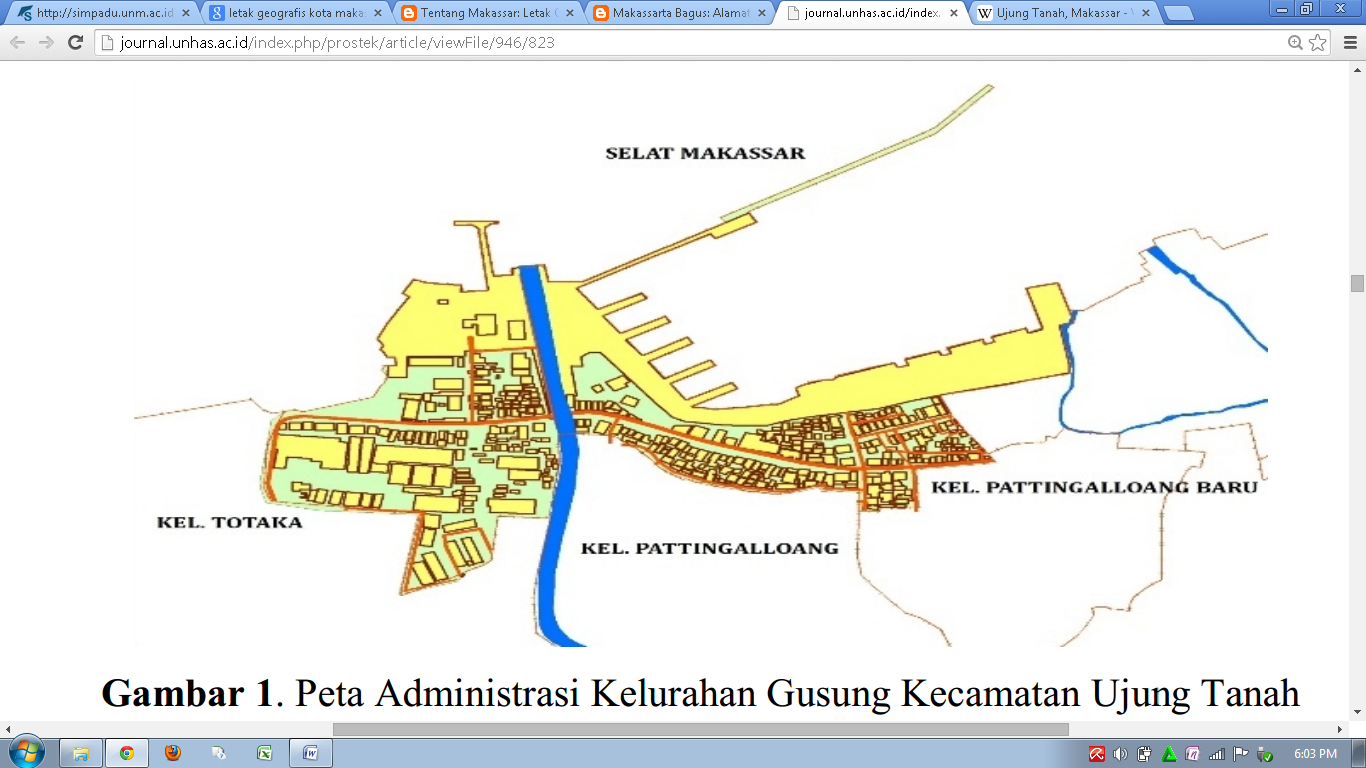 http://simpadu.unm.ac.id
letak geografis kota maka
Tentang Makassar: Letak
Makassarta Bagus: Alamat
journal.unhas.ac.id/index.
Ujung Tanah, Makassar -
journal.unhas.ac.id/index.php/prostek/article/viewFile/946/823
SELAT MAKASSAR
KEL. PATTINGALLOANG BARU
KEL. TOTAKA
KEL. PATTINGALLOANG
Gambar 1. Peta Administrasi Kelurahan Gusung Kecamatan Ujung Tanah
6:03 PM